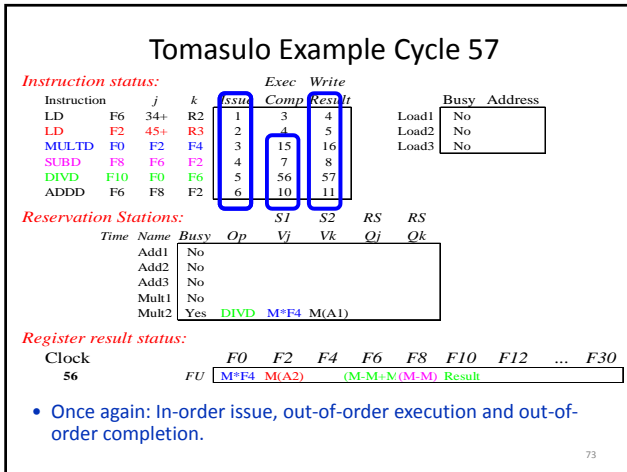 Tomasulo Example Cycle 57
Instruction status: Exec Write
Instruction j k Issue Comp Result Busy Address
LD F6 34+ R2 1 3 4 Load1 No
LD F2 45+ R3 2 4 5 Load2 No
MULTD F0 F2 F4 3 15 16 Load3 No
SUBD F8 F6 F2 4 7 8
DIVD F10 F0 F6 5 56 57
ADDD F6 F8 F2 6 10 11
Reservation Stations: S1 S2 RS RS
Time Name Busy Op Vj Vk Qj Qk
Add1 No
Add2 No
Add3 No
Mult1 No
Mult2 Yes DIVD M*F4 M(A1)
Register result status:
Clock F0 F2 F4 F6 F8 F10 F12 ... F30
56 FU M*F4 M(A2) (M-M+M (M-M) Result
• Once again: In-order issue, out-of-order execution and out-of-
order completion.
73